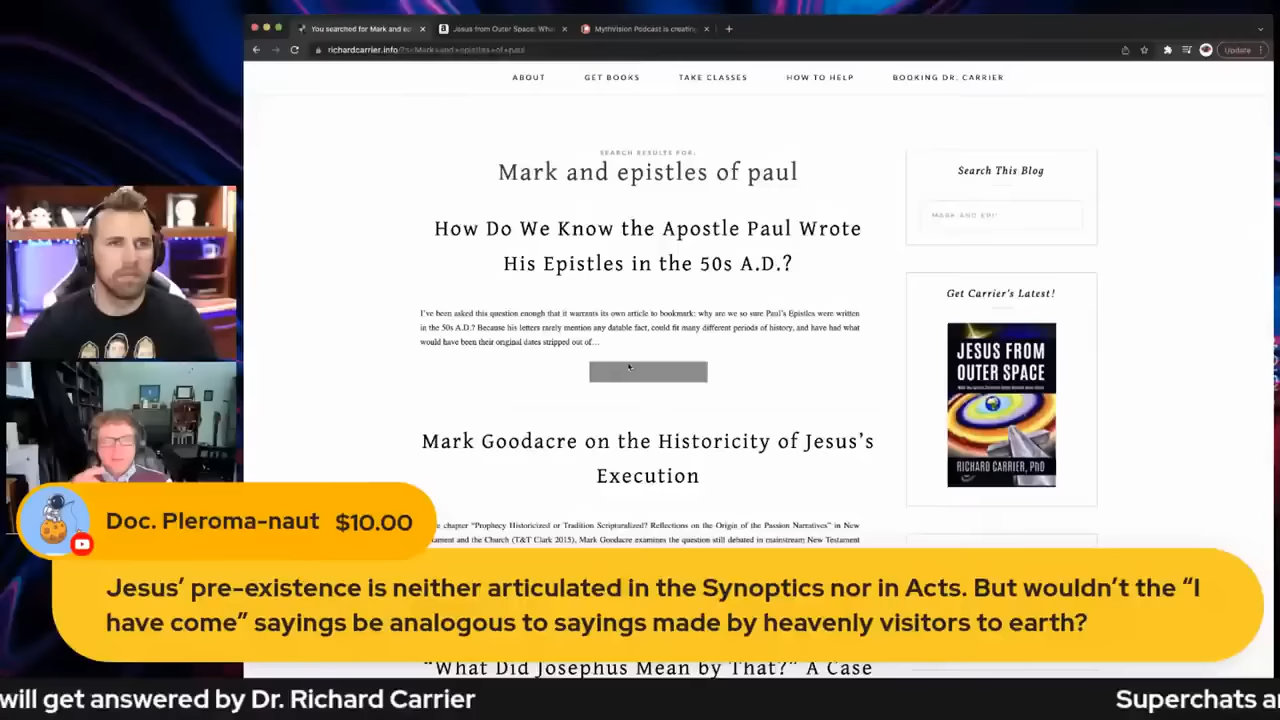 You searched for Mark and ep
Jesus from Outer Space: Wha
MythVision Podcast is creating
richardcarrier.info/?s=Mark+and+epistles+of+paul
Update
ABOUT
GET BOOKS
TAKE CLASSES
HOW TO HELP
BOOKING DR. CARRIER
SEARCH RESULTS FOR:
Mark and epistles of paul
How Do We Know the Apostle Paul Wrote
His Epistles in the 50s A.D.?
I've been asked this question enough that it warrants its own article to bookmark: why are we so sure Paul's Epistles were written
in the 50s A.D.? Because his letters rarely mention any datable fact, could fit many different periods of history, and have had what
would have been their original dates stripped out of…
Mark Goodacre on the Historicity of Jesus's
Execution
chapter “Prophecy Historicized or Tradition Scripturalized? Reflections on the Origin of the Passion Narratives” in New
ament and the Church (T&T Clark 2015), Mark Goodacre examines the question still debated in mainstream New Testament
“What Did Josephus Mean by That?” A Case
Search This Blog
MARK AND EPI
Get Carrier's Latest!
JESUS FROM
OUTER SPACE
RICHARD CARRIER, PHD
Doc. Pleroma-naut $10.00
Jesus’ pre-existence is neither articulated in the Synoptics nor in Acts. But wouldn’t the “I
have come” sayings be analogous to sayings made by heavenly visitors to earth?
will get answered by Dr. Richard Carrier
Superchats a